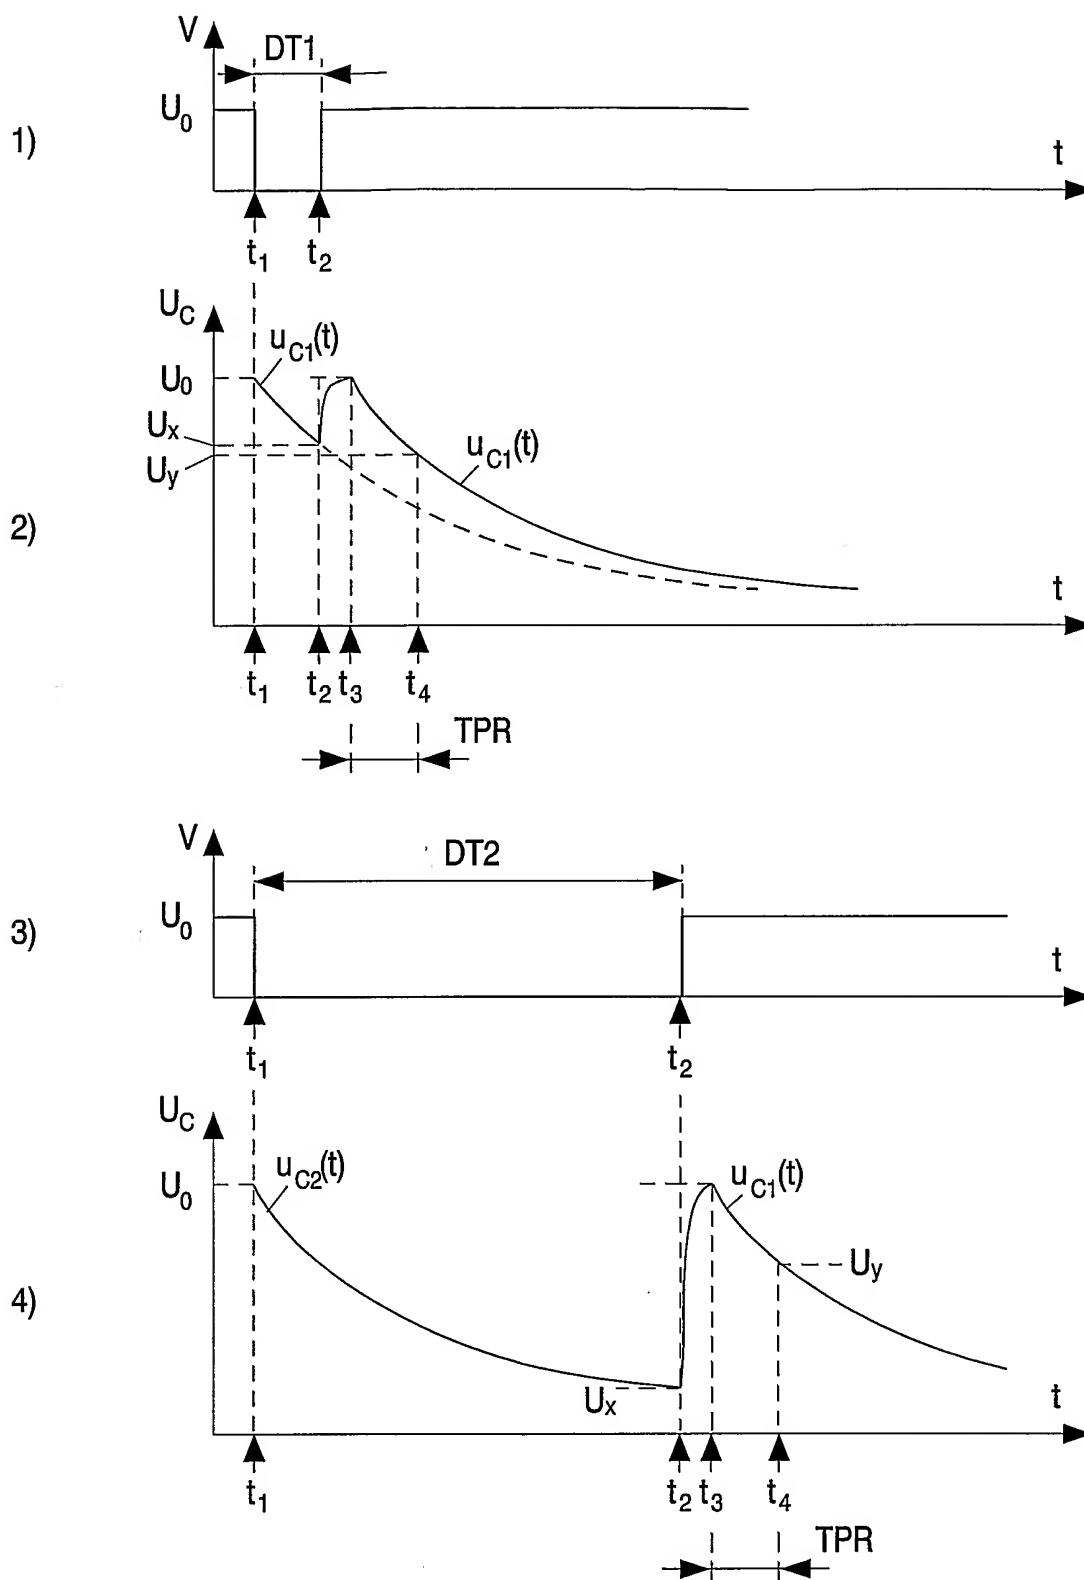 1)
V
DT1
U0
t
t1
t2
2)
UC
uC1(t)
U0
Ux
Uy
uC1(t)
t
t1
t2
t3
t4
TPR
3)
V
DT2
U0
t
t1
t2
4)
UC
uC2(t)
uC1(t)
U0
Uy
Ux
t
t1
t2
t3
t4
TPR